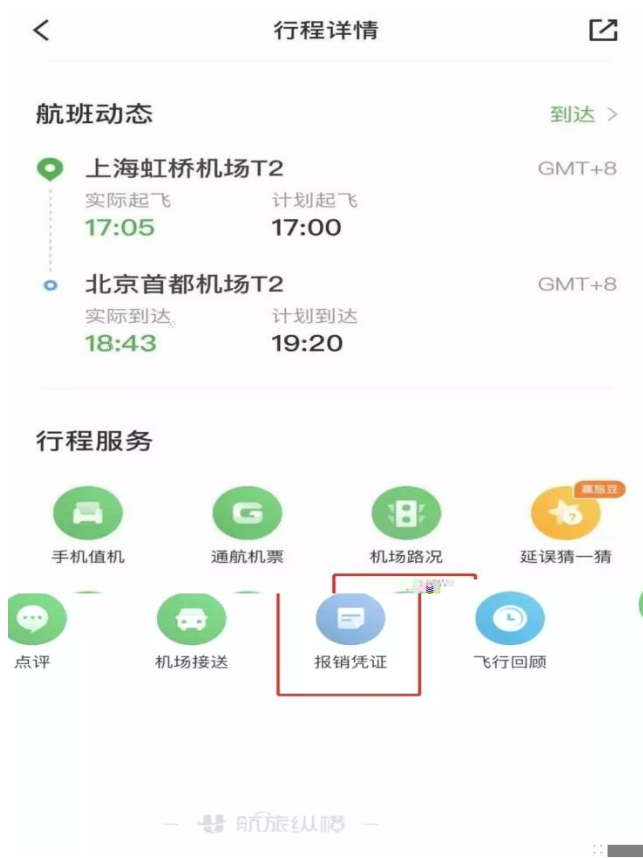 行程详情
航班动态 到达 >
上海虹桥机场T2 GMT+8
实际起飞 计划起飞
17:05 17:00
北京首都机场T2 GMT+8
实际到达 计划到达
18:43 19:20
行程服务
赢旅豆
手机值机 通航机票 机场路况 延误猜一猜
点评 机场接送 报销凭证 飞行回顾
航旅纵横